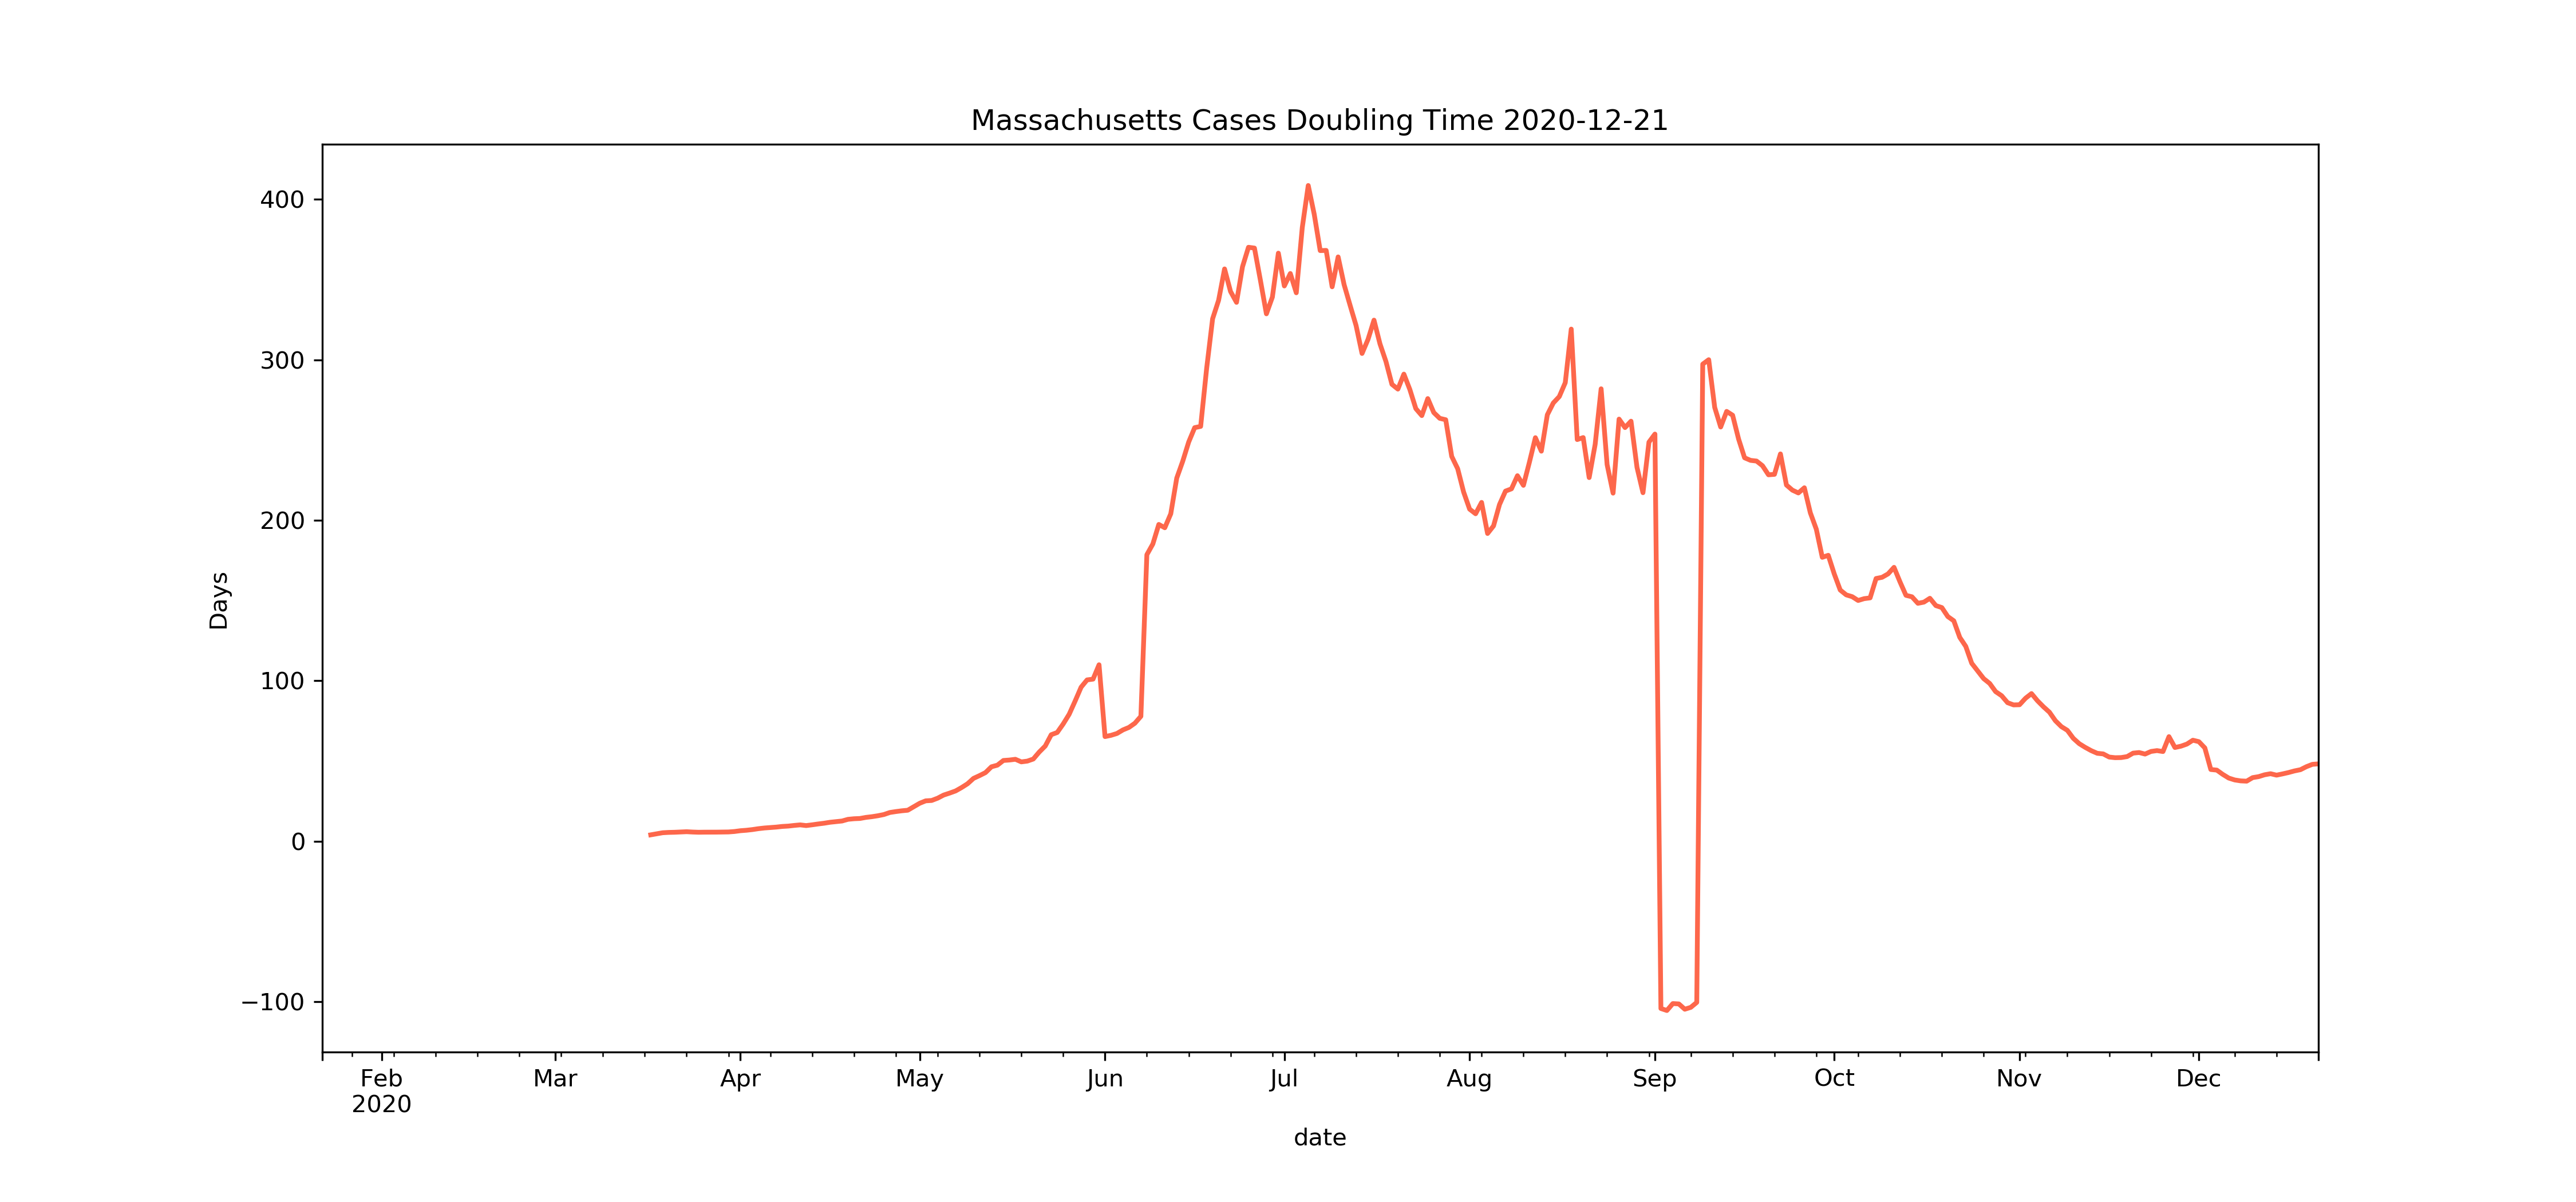 Massachusetts Cases Doubling Time 2020-12-21
400
300
200
100
0
−100
Days
Feb Mar Apr May Jun Jul Aug Sep Oct Nov Dec
2020
date